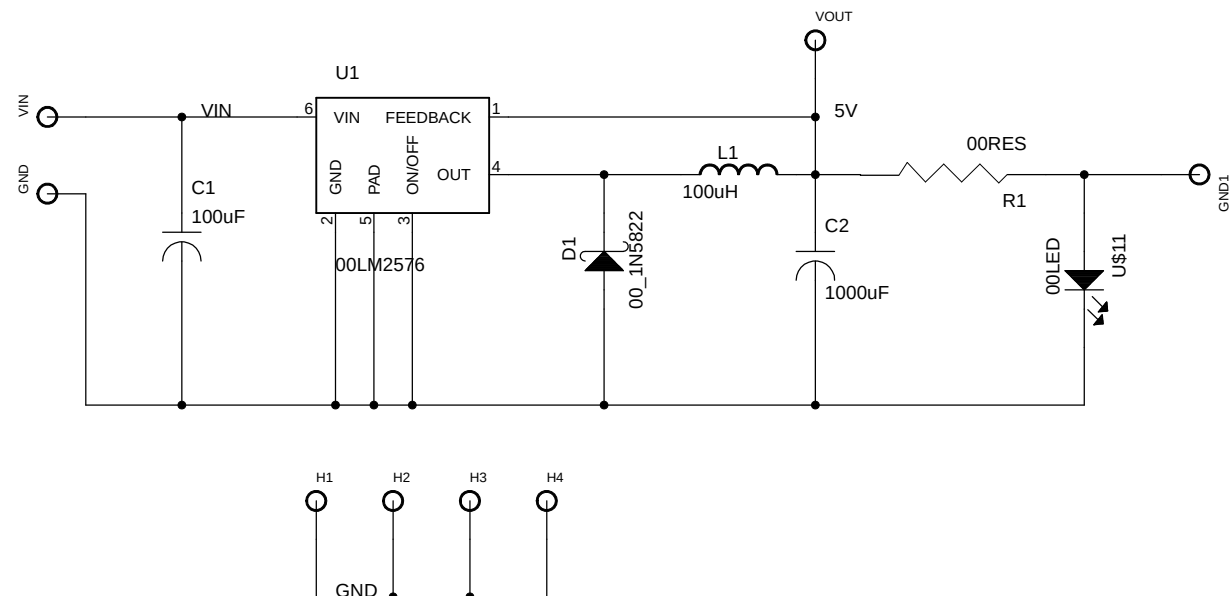 VOUT
U1
VIN
VIN
6
VIN
FEEDBACK
1
5V
GND
C1
100uF
GND
PAD
ON/OFF
OUT
4
L1
100uH
00RES
R1
GND1
2
5
3
00LM2576
D1
00_1N5822
C2
1000uF
00LED
U$11
H1
H2
H3
H4
GND